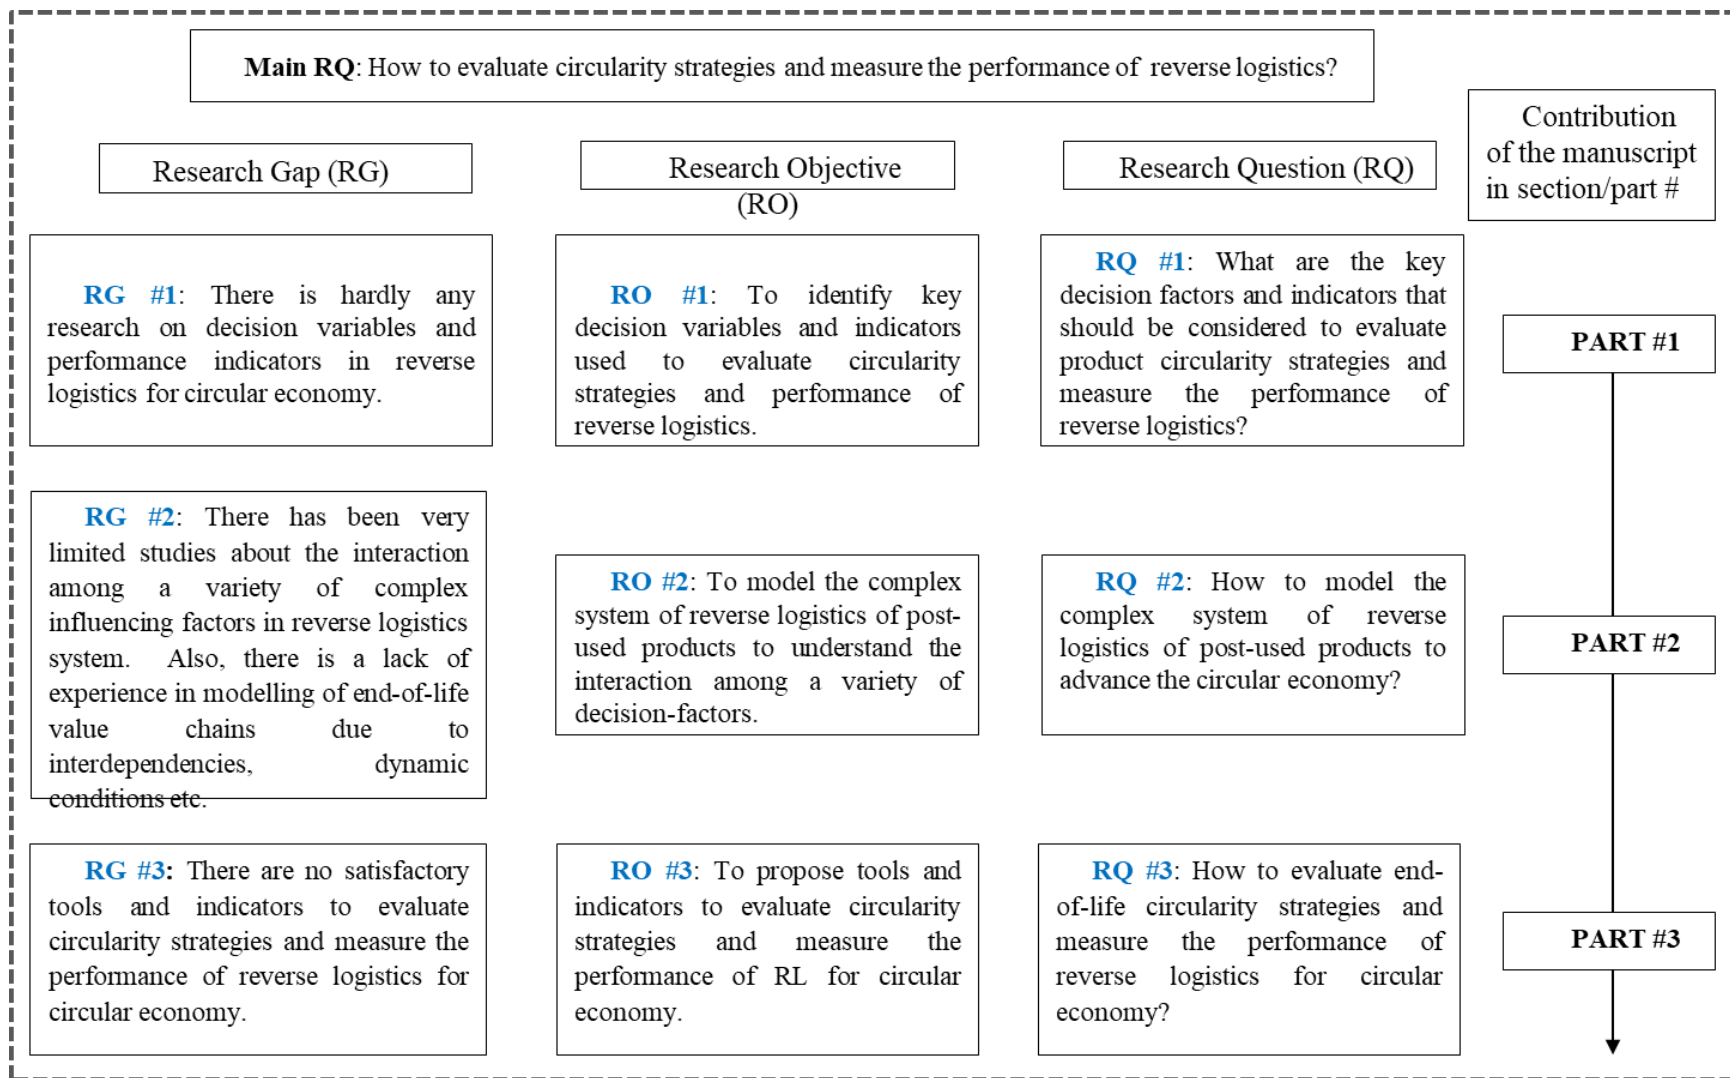 Main RQ: How to evaluate circularity strategies and measure the performance of reverse logistics?
Contribution
of the manuscript
in section/part #
Research Gap (RG)
Research Objective
(RO)
Research Question (RQ)
RG #1: There is hardly any
research on decision variables and
performance indicators in reverse
logistics for circular economy.
RO #1: To identify key
decision variables and indicators
used to evaluate circularity
strategies and performance of
reverse logistics.
RQ #1: What are the key
decision factors and indicators that
should be considered to evaluate
product circularity strategies and
measure the performance of
reverse logistics?
PART #1
RG #2: There has been very
limited studies about the interaction
among a variety of complex
influencing factors in reverse logistics
system. Also, there is a lack of
experience in modelling of end-of-life
value chains due to
interdependencies, dynamic
conditions etc.
RO #2: To model the complex
system of reverse logistics of post-
used products to understand the
interaction among a variety of
decision-factors.
RQ #2: How to model the
complex system of reverse
logistics of post-used products to
advance the circular economy?
PART #2
RG #3: There are no satisfactory
tools and indicators to evaluate
circularity strategies and measure the
performance of reverse logistics for
circular economy.
RO #3: To propose tools and
indicators to evaluate circularity
strategies and measure the
performance of RL for circular
economy.
RQ #3: How to evaluate end-
of-life circularity strategies and
measure the performance of
reverse logistics for circular
economy?
PART #3